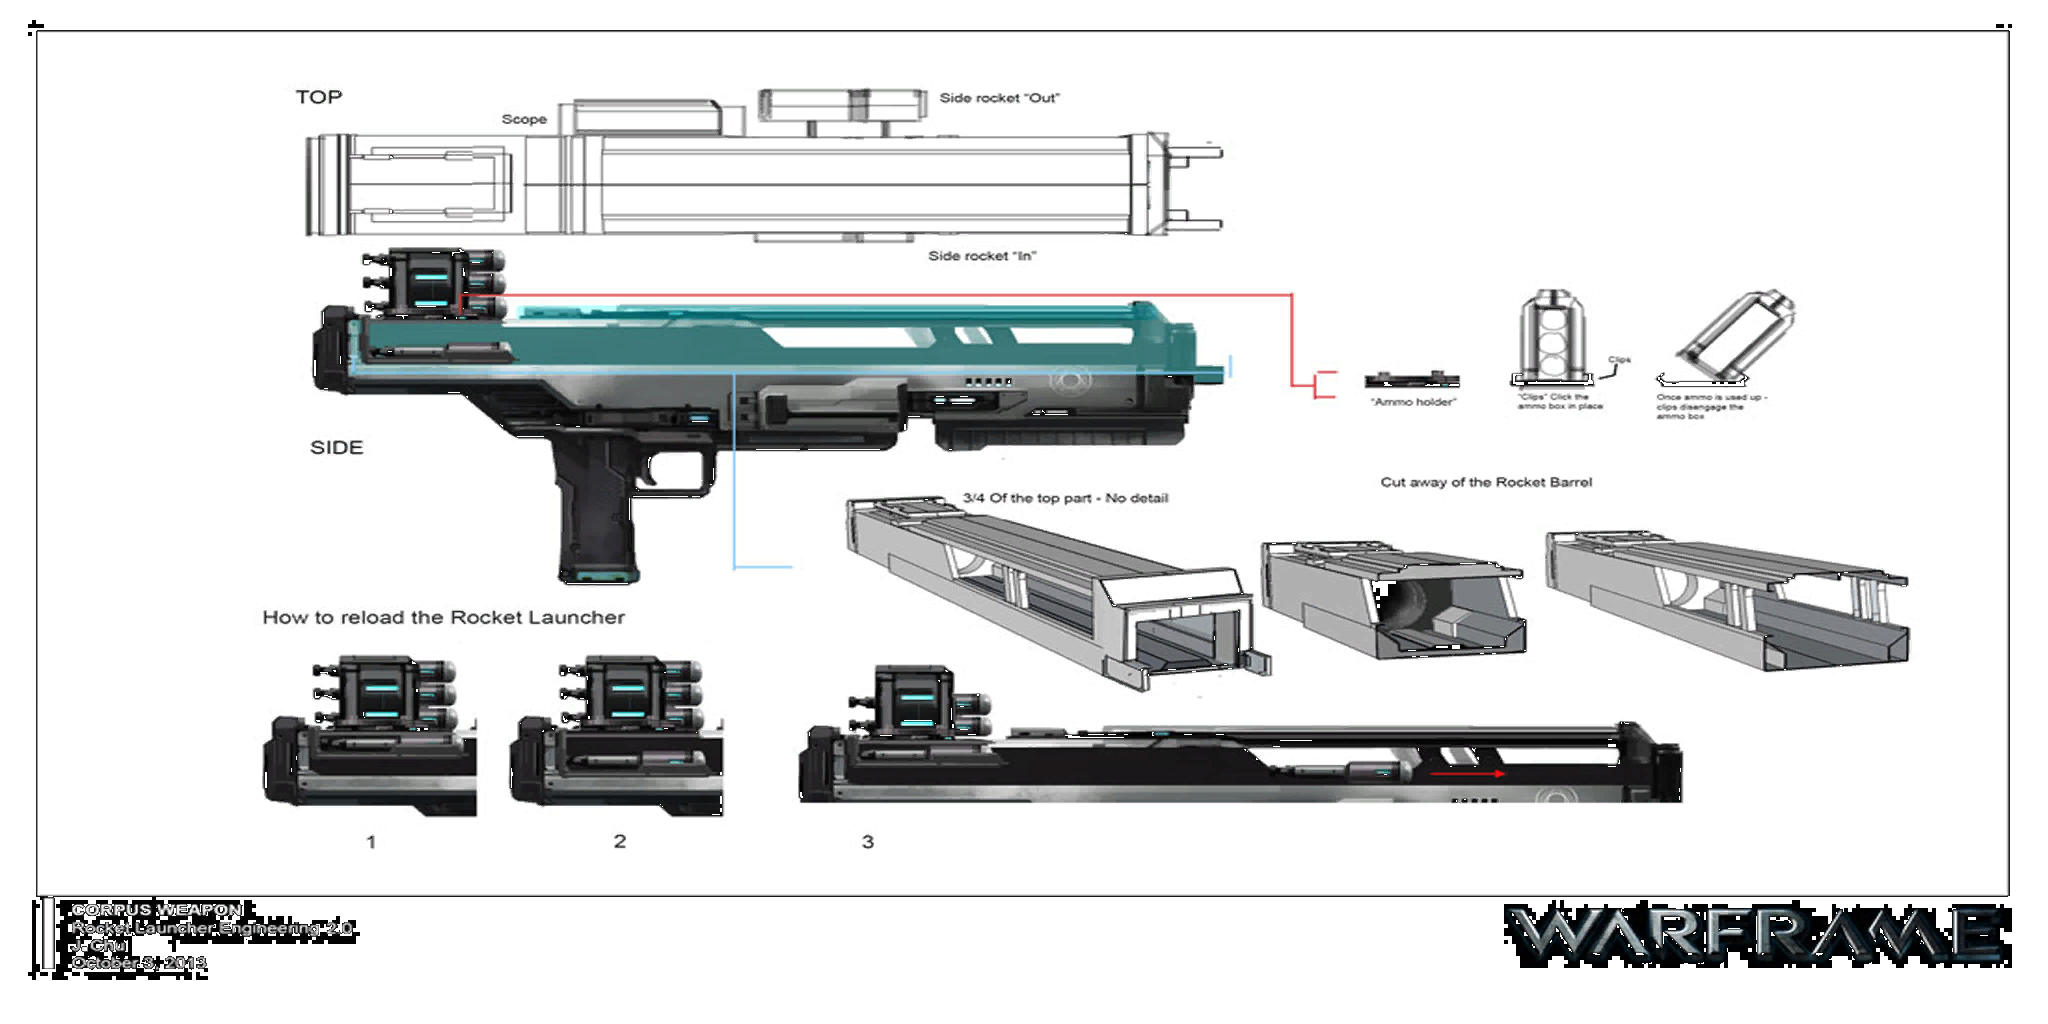 TOP
Scope
Side rocket "Out"
Side rocket "In"
SIDE
"Ammo holder"
Clips
"Clips" Click the
ammo box in place
Once ammo is used up -
clips disengage the
ammo box
3/4 Of the top part - No detail
Cut away of the Rocket Barrel
How to reload the Rocket Launcher
1
2
3
CORPUS WEAPON
Rocket Launcher Engineering 2.0
J. Chu
October 3, 2013
WARFRAME